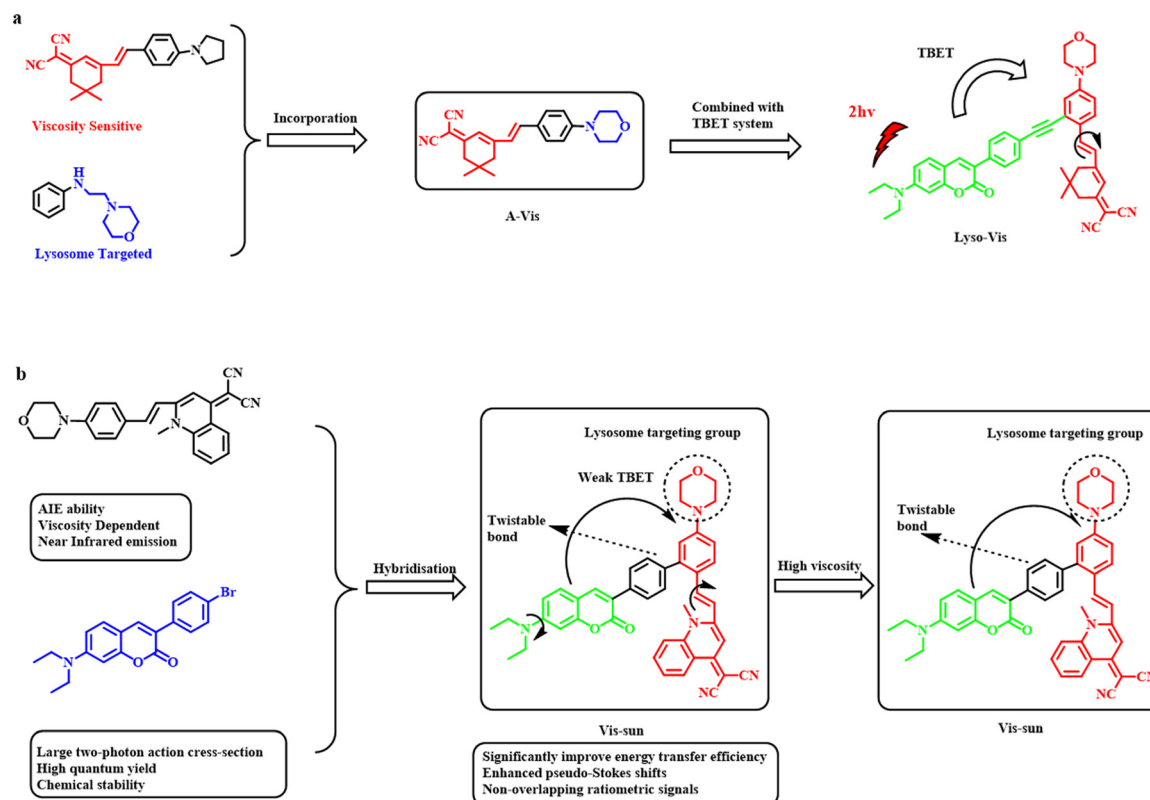 a
CN
NC
N
Viscosity Sensitive
H
N
N
O
Lysosome Targeted
Incorporation
CN
NC
N
O
A-Vis
Combined with
TBET system
TBET
2hv
O
N
N
O
O
NC
CN
Lyso-Vis
b
O
N
N
CN
CN
AIE ability
Viscosity Dependent
Near Infrared emission
Br
N
O
O
Large two-photon action cress-section
High quantum yield
Chemical stability
Hybridisation
Lysosome targeting group
Weak TBET
O
N
Twistable
bond
N
O
O
N
NC
CN
Vis-sun
Significantly improve energy transfer efficiency
Enhanced pseudo-Stokes shifts
Non-overlapping ratiometric signals
High viscosity
Lysosome targeting group
O
N
Twistable
bond
N
O
O
N
NC
CN
Vis-sun